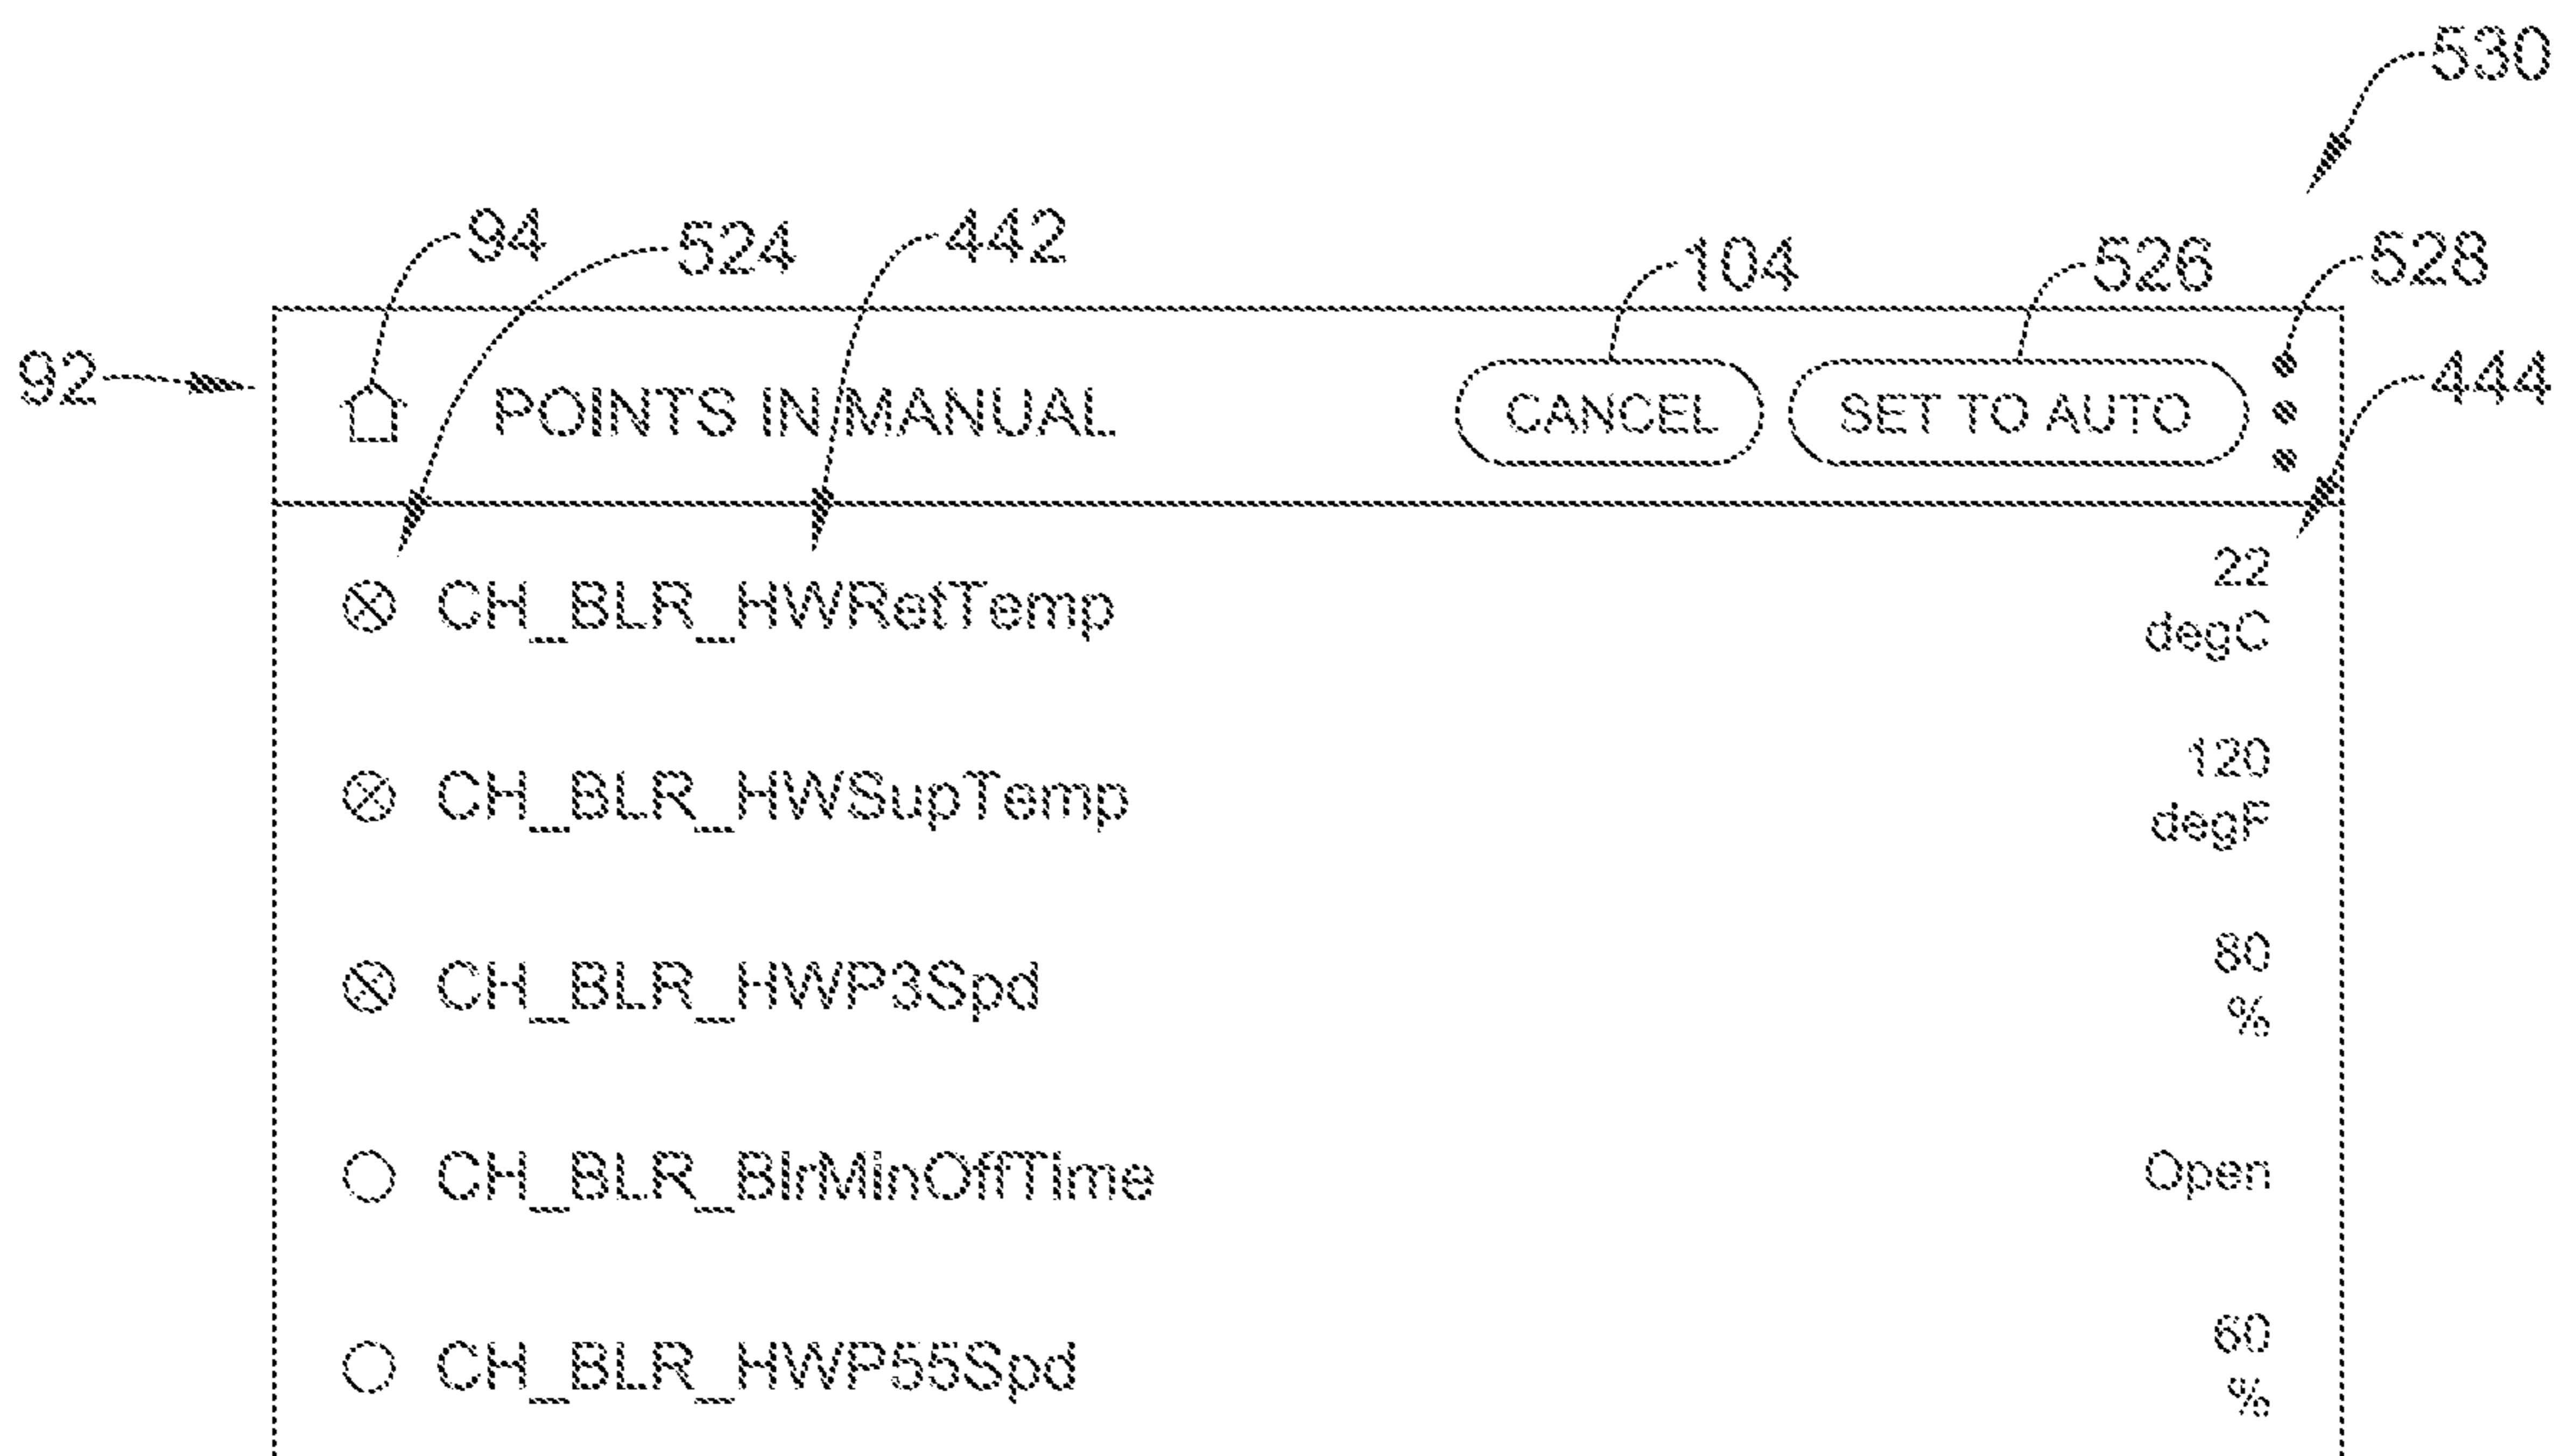 530
94 524 442 104 526 528
92 POINTS IN MANUAL CANCEL SET TO AUTO 444
CH_BLR_HWRetTemp 22 degC
CH_BLR_HWSupTemp 120 degF
CH_BLR_HWP3Spd 80 %
CH_BLR_BlrMinOffTime Open
CH_BLR_HWP55Spd 60 %